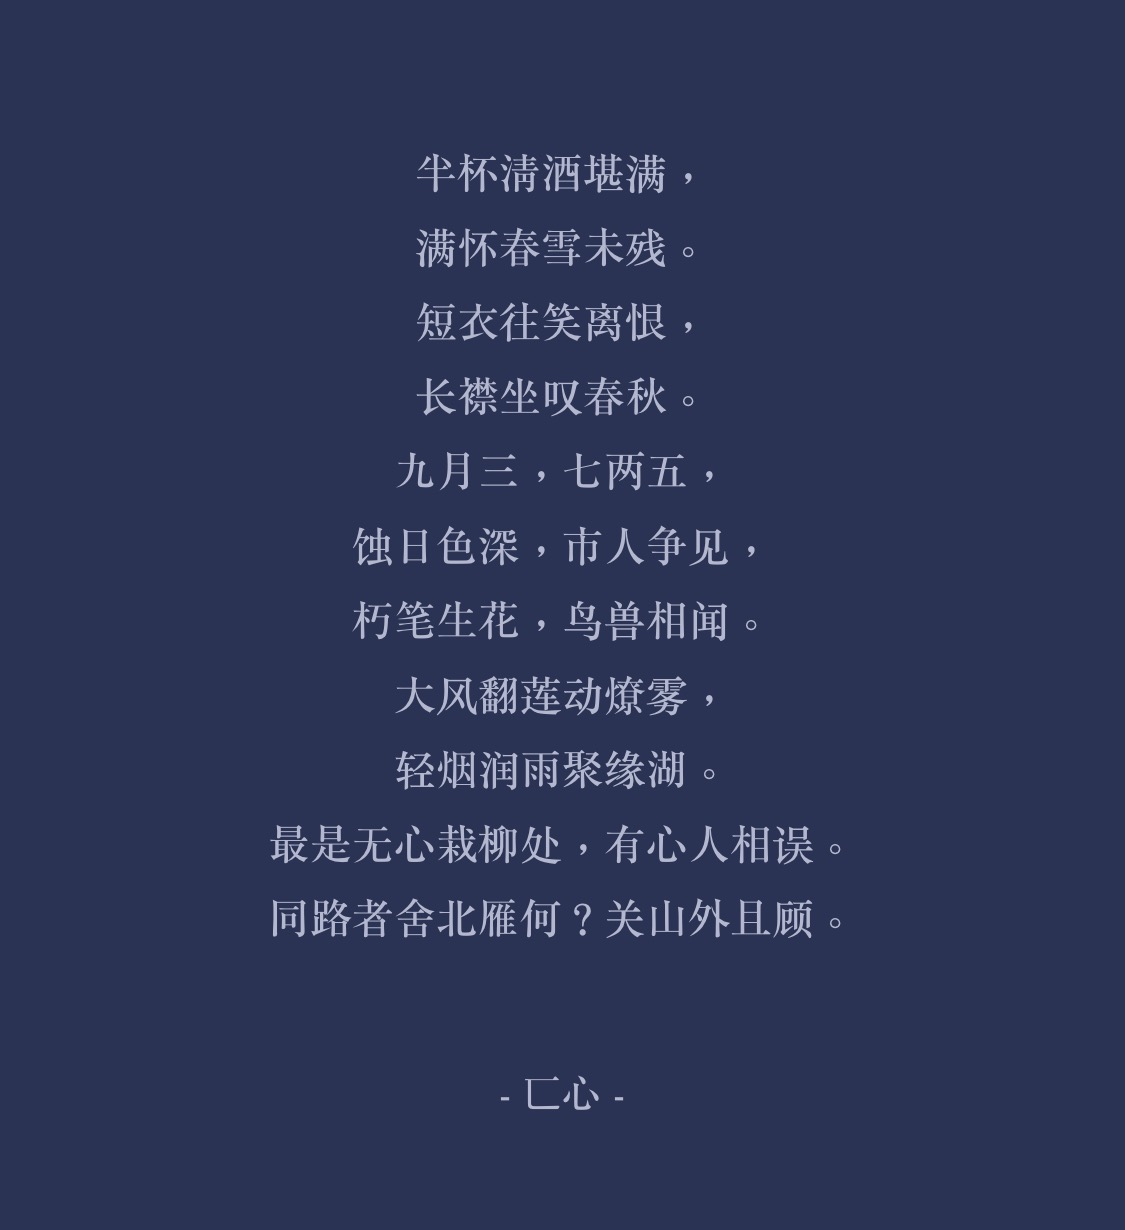 半杯淸酒堪满，
满怀春雪未残。
短衣往笑离恨，
长襟坐叹春秋。
九月三，七两五，
蚀日色深，市人争见，
朽笔生花，鸟兽相闻。
大风翻莲动燎雾，
轻烟润雨聚缘湖。
最是无心栽柳处，有心人相误。
同路者舍北雁何？关山外且顾。
- 匸心 -